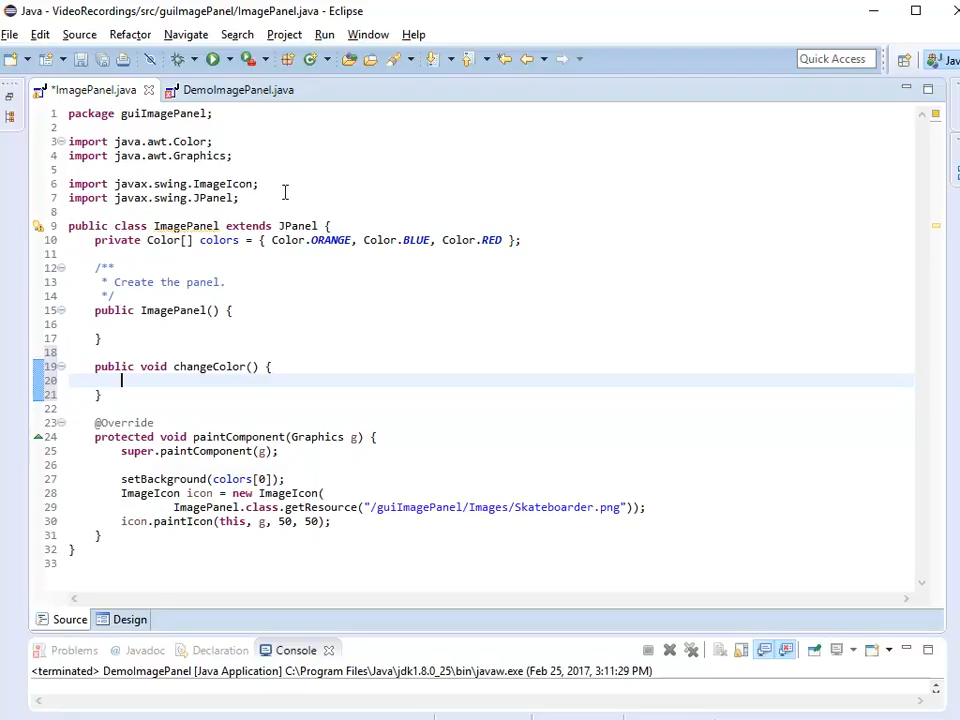 Java - VideoRecordings/src/guiImagePanel/ImagePanel.java - Eclipse
File Edit Source Refactor Navigate Search Project Run Window Help
Quick Access Jav
*ImagePanel.java DemoImagePanel.java
1 package guiImagePanel;
2
3 import java.awt.Color;
4 import java.awt.Graphics;
5
6 import javax.swing.ImageIcon;
7 import javax.swing.JPanel;
8
9 public class ImagePanel extends JPanel {
10 private Color[] colors = { Color.ORANGE, Color.BLUE, Color.RED };
11
12 /**
13 * Create the panel.
14 */
15 public ImagePanel() {
16
17 }
18
19 public void changeColor() {
20
21 }
22
23 @Override
24 protected void paintComponent(Graphics g) {
25 super.paintComponent(g);
26
27 setBackground(colors[0]);
28 ImageIcon icon = new ImageIcon(
29 ImagePanel.class.getResource("/guiImagePanel/Images/Skateboarder.png"));
30 icon.paintIcon(this, g, 50, 50);
31 }
32 }
33
Source Design
Problems Javadoc Declaration Console
<terminated> DemoImagePanel [Java Application] C:\Program Files\Java\jdk1.8.0_25\bin\javaw.exe (Feb 25, 2017, 3:11:29 PM)